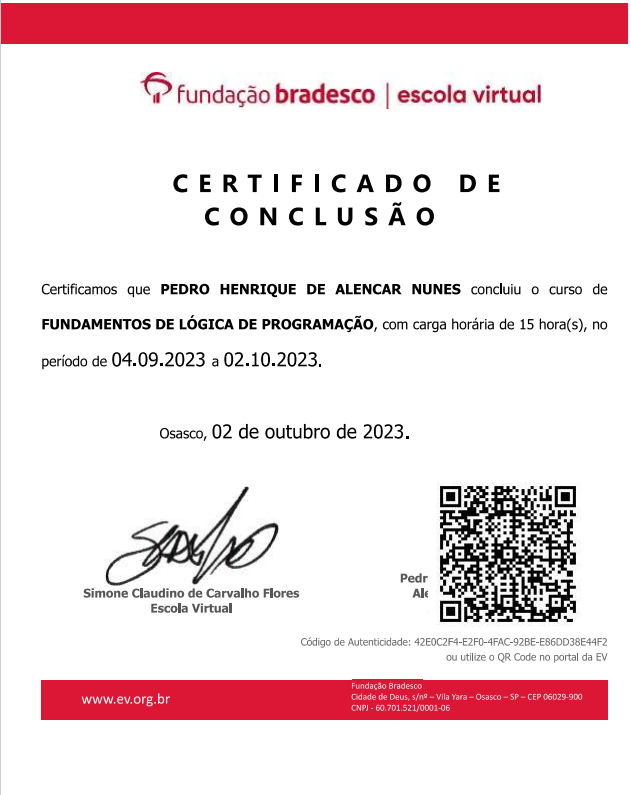 fundação bradesco | escola virtual
CERTIFICADO DE
CONCLUSÃO
Certificamos que PEDRO HENRIQUE DE ALENCAR NUNES concluiu o curso de
FUNDAMENTOS DE LÓGICA DE PROGRAMAÇÃO, com carga horária de 15 hora(s), no
período de 04.09.2023 a 02.10.2023.
Osasco, 02 de outubro de 2023.
Simone Claudino de Carvalho Flores
Escola Virtual
Pedr
Ale
Código de Autenticidade: 42E0C2F4-E2F0-4FAC-92BE-E86DD38E44F2
ou utilize o QR Code no portal da EV
www.ev.org.br
Fundação Bradesco
Cidade de Deus, s/nº – Vila Yara – Osasco – SP – CEP 06029-900
CNPJ - 60.701.521/0001-06